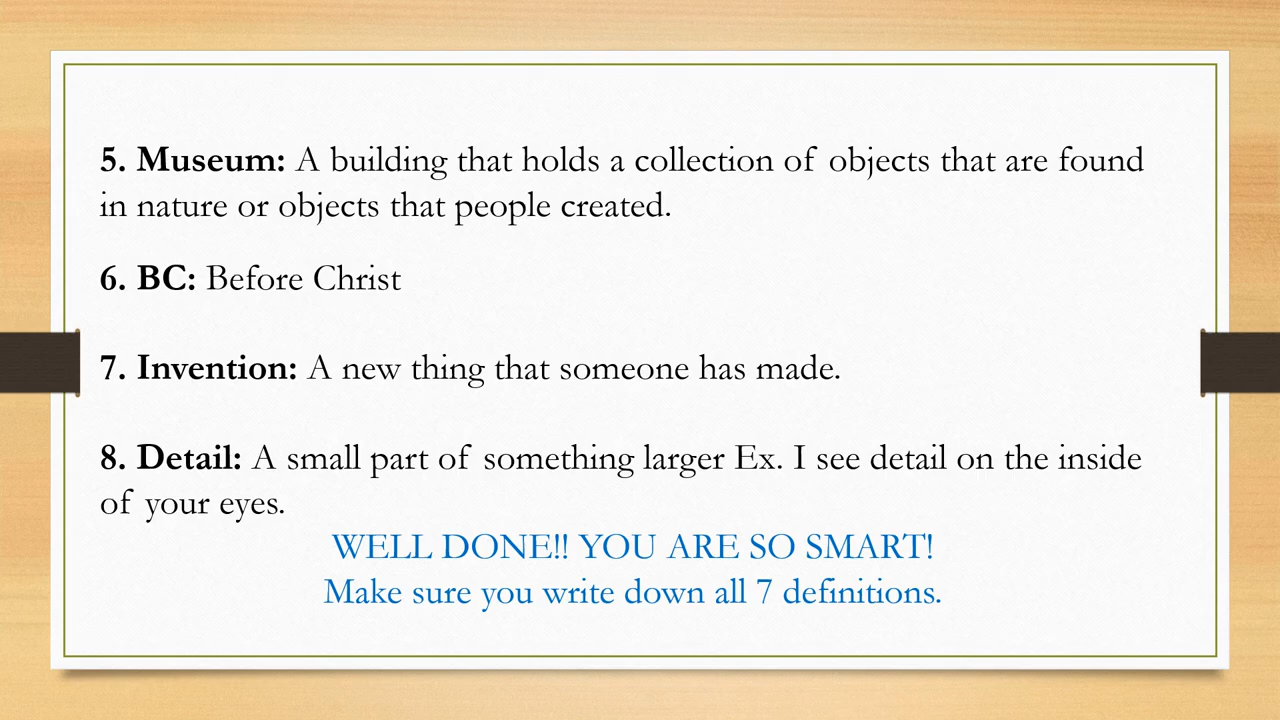 5. Museum: A building that holds a collection of objects that are found
in nature or objects that people created.
6. BC: Before Christ
7. Invention: A new thing that someone has made.
8. Detail: A small part of something larger Ex. I see detail on the inside
of your eyes.
WELL DONE!! YOU ARE SO SMART!
Make sure you write down all 7 definitions.